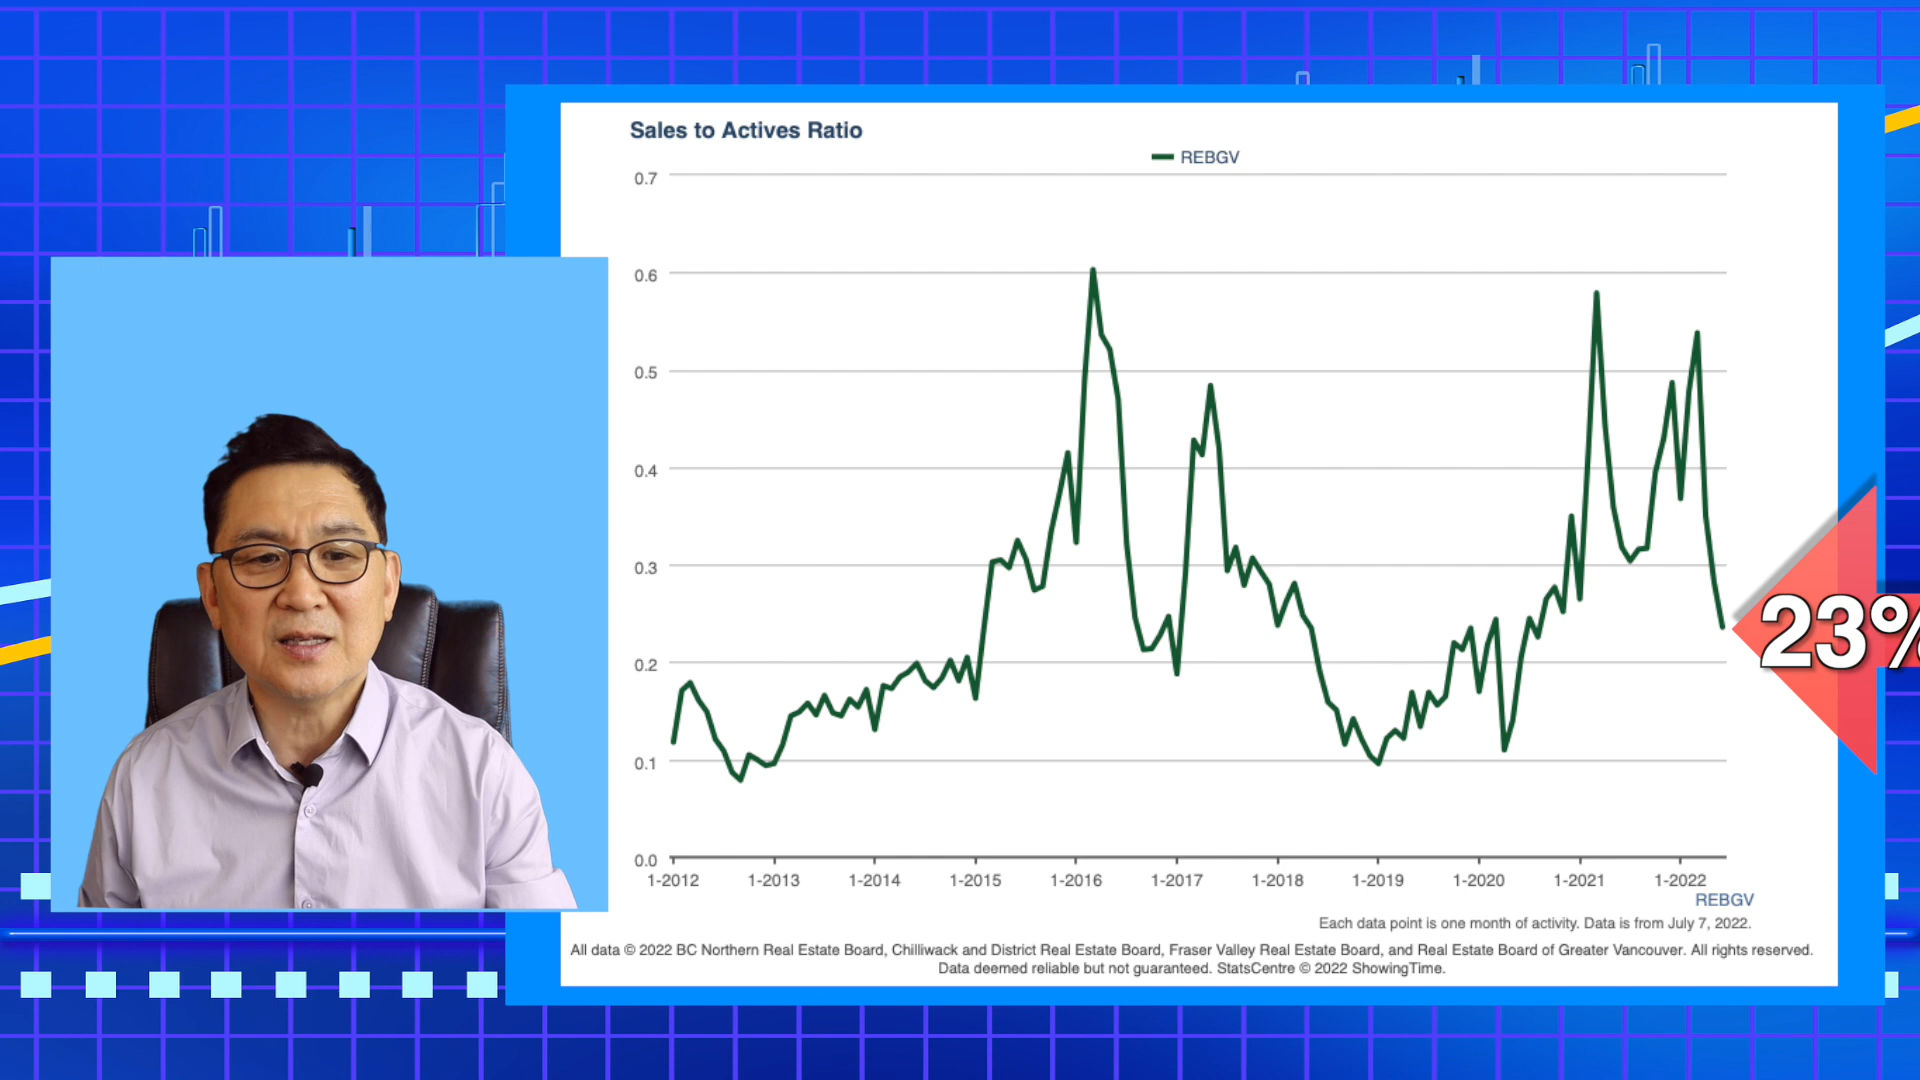 Sales to Actives Ratio
REBGV
0.7
0.6
0.5
0.4
0.3
0.2
0.1
0.0
1-2012 1-2013 1-2014 1-2015 1-2016 1-2017 1-2018 1-2019 1-2020 1-2021 1-2022
23%
REBGV
Each data point is one month of activity. Data is from July 7, 2022.
All data © 2022 BC Northern Real Estate Board, Chilliwack and District Real Estate Board, Fraser Valley Real Estate Board, and Real Estate Board of Greater Vancouver. All rights reserved.
Data deemed reliable but not guaranteed. StatsCentre © 2022 ShowingTime.